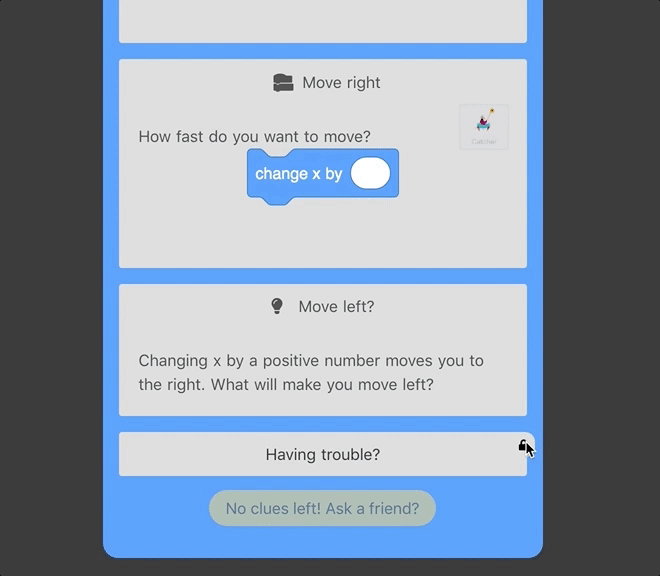 Move right
How fast do you want to move?
Catcher
change x by
Move left?
Changing x by a positive number moves you to
the right. What will make you move left?
Having trouble?
No clues left! Ask a friend?